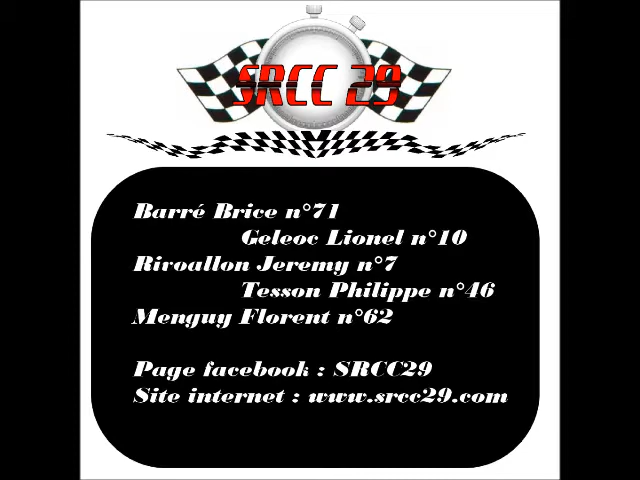 SRCC 29
Barré Brice n°71
Geleoc Lionel n°10
Rivoallon Jeremy n°7
Tesson Philippe n°46
Menguy Florent n°62
Page facebook : SRCC29
Site internet : www.srcc29.com